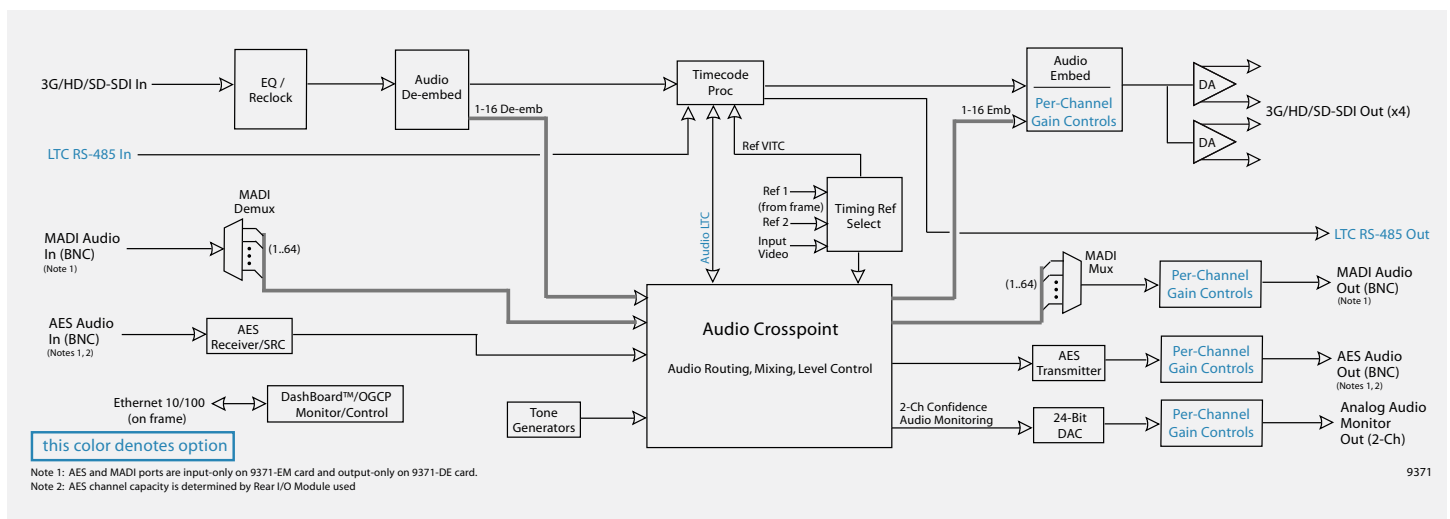 3G/HD/SD-SDI In
EQ /
Reclock
Audio
De-embed
1-16 De-emb
Timecode
Proc
Audio
Embed
Per-Channel
Gain Controls
1-16 Emb
DA
DA
3G/HD/SD-SDI Out (x4)
LTC RS-485 In
Ref VITC
Audio LTC
Ref 1
(from frame)
Ref 2
Input
Video
Timing Ref
Select
LTC RS-485 Out
MADI
Demux
MADI Audio
In (BNC)
(Note 1)
(1..64)
(1..64)
MADI
Mux
Per-Channel
Gain Controls
MADI Audio
Out (BNC)
(Note 1)
AES Audio
In (BNC)
(Notes 1, 2)
AES
Receiver/SRC
Audio Crosspoint
Audio Routing, Mixing, Level Control
AES
Transmitter
Per-Channel
Gain Controls
AES Audio
Out (BNC)
(Notes 1, 2)
Ethernet 10/100
(on frame)
DashBoard™/OGCP
Monitor/Control
Tone
Generators
2-Ch Confidence
Audio Monitoring
24-Bit
DAC
Per-Channel
Gain Controls
Analog Audio
Monitor
Out (2-Ch)
this color denotes option
Note 1: AES and MADI ports are input-only on 9371-EM card and output-only on 9371-DE card.
Note 2: AES channel capacity is determined by Rear I/O Module used
9371